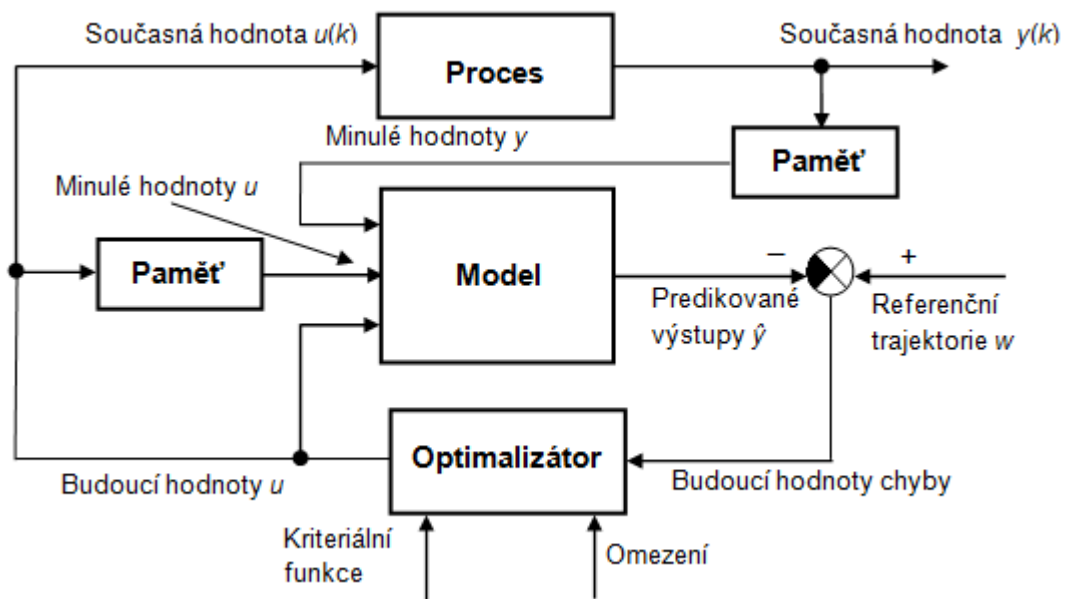 Současná hodnota u(k)
Současná hodnota y(k)
Proces
Minulé hodnoty y
Paměť
Minulé hodnoty u
Paměť
Model
–
+
Predikované
výstupy ŷ
Referenční
trajektorie w
Optimalizátor
Budoucí hodnoty u
Budoucí hodnoty chyby
Kriteriální
funkce
Omezení